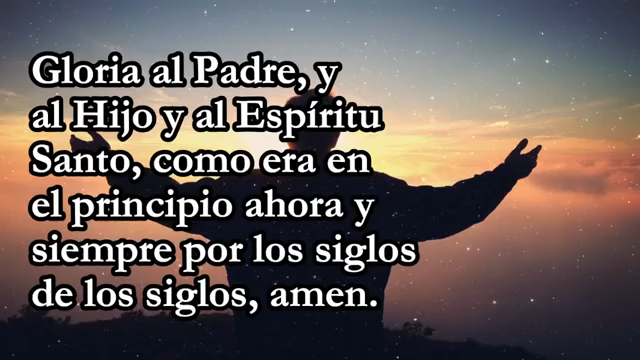 Gloria al Padre, y
al Hijo y al Espíritu
Santo, como era en
el principio ahora y
siempre por los siglos
de los siglos, amen.